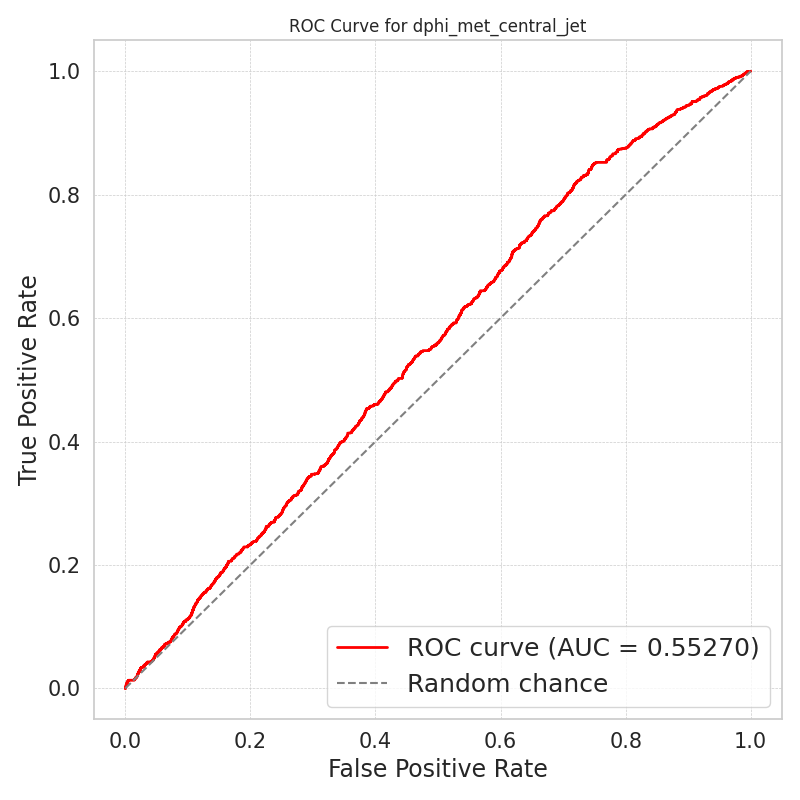 ROC Curve for dphi_met_central_jet
True Positive Rate
1.0
0.8
0.6
0.4
0.2
0.0
ROC curve (AUC = 0.55270)
Random chance
0.0 0.2 0.4 0.6 0.8 1.0
False Positive Rate